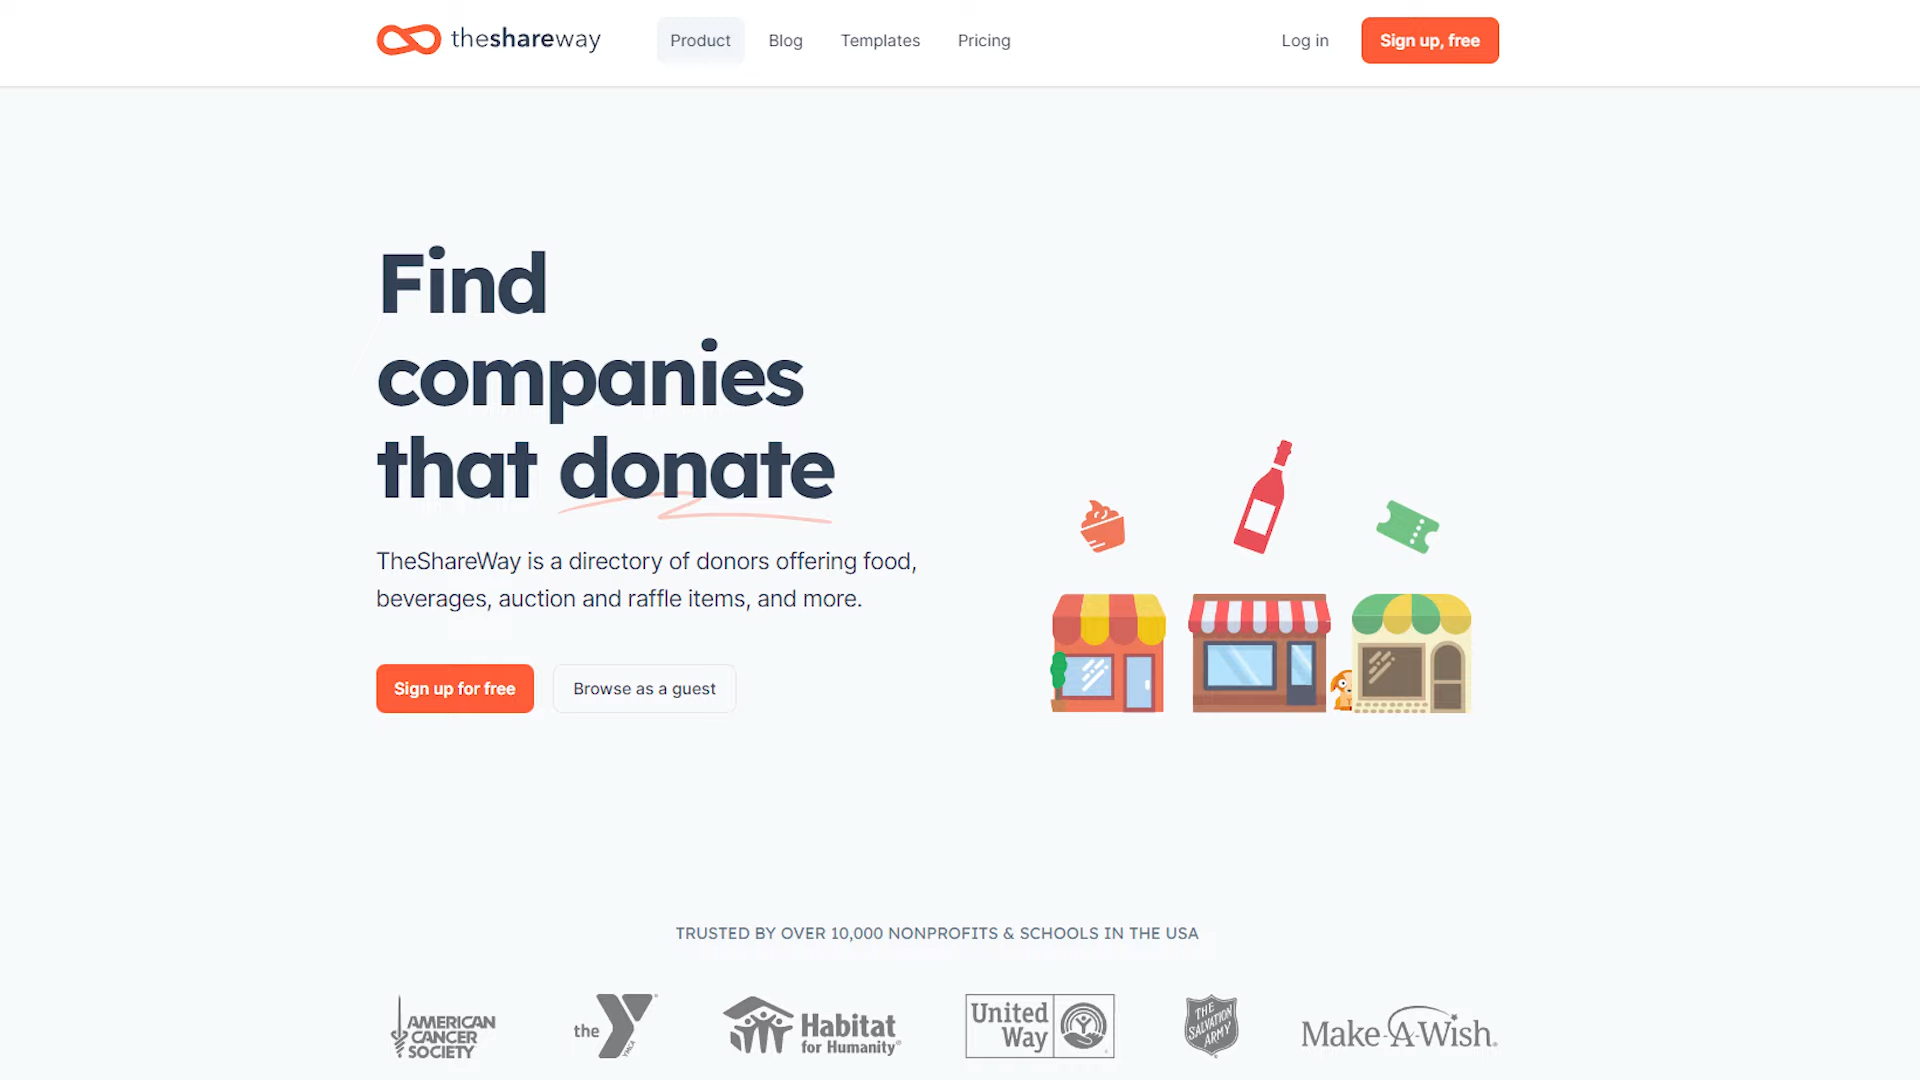 theshareway
Product
Blog
Templates
Pricing
Log in
Sign up, free
Find
companies
that donate
TheShareWay is a directory of donors offering food,
beverages, auction and raffle items, and more.
Sign up for free
Browse as a guest
TRUSTED BY OVER 10,000 NONPROFITS & SCHOOLS IN THE USA
AMERICAN
CANCER
SOCIETY
the
YMCA
Habitat
for Humanity®
United
Way
THE
SALVATION
ARMY
Make-A-Wish®